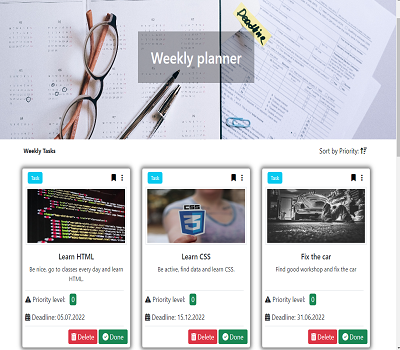 Deadline
Weekly planner
Weekly Tasks
Sort by Priority:
Task
Task
Task
CSS
3
Learn HTML
Learn CSS
Fix the car
Be nice, go to classes every day and learn
HTML.
Be active, find data and learn CSS.
Find good workshop and fix the car
Priority level: 0
Priority level: 0
Priority level: 0
Deadline: 05.07.2022
Deadline: 15.12.2022
Deadline: 31.06.2022
Delete Done
Delete Done
Delete Done